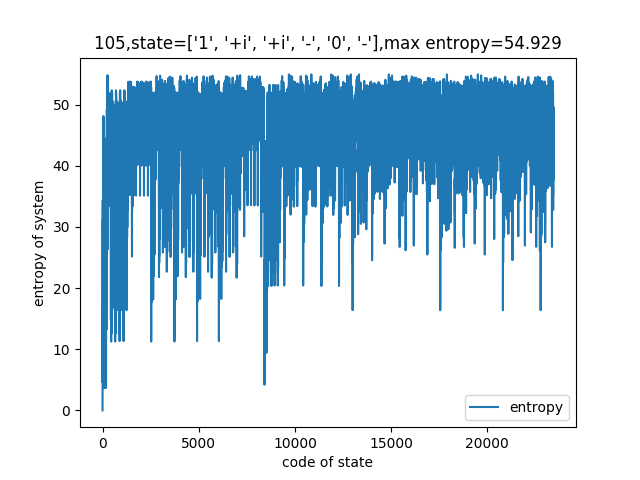 105,state=['1', '+i', '+i', '-', '0', '-'],max entropy=54.929
50
40
30
20
10
0
entropy of system
entropy
0 5000 10000 15000 20000
code of state